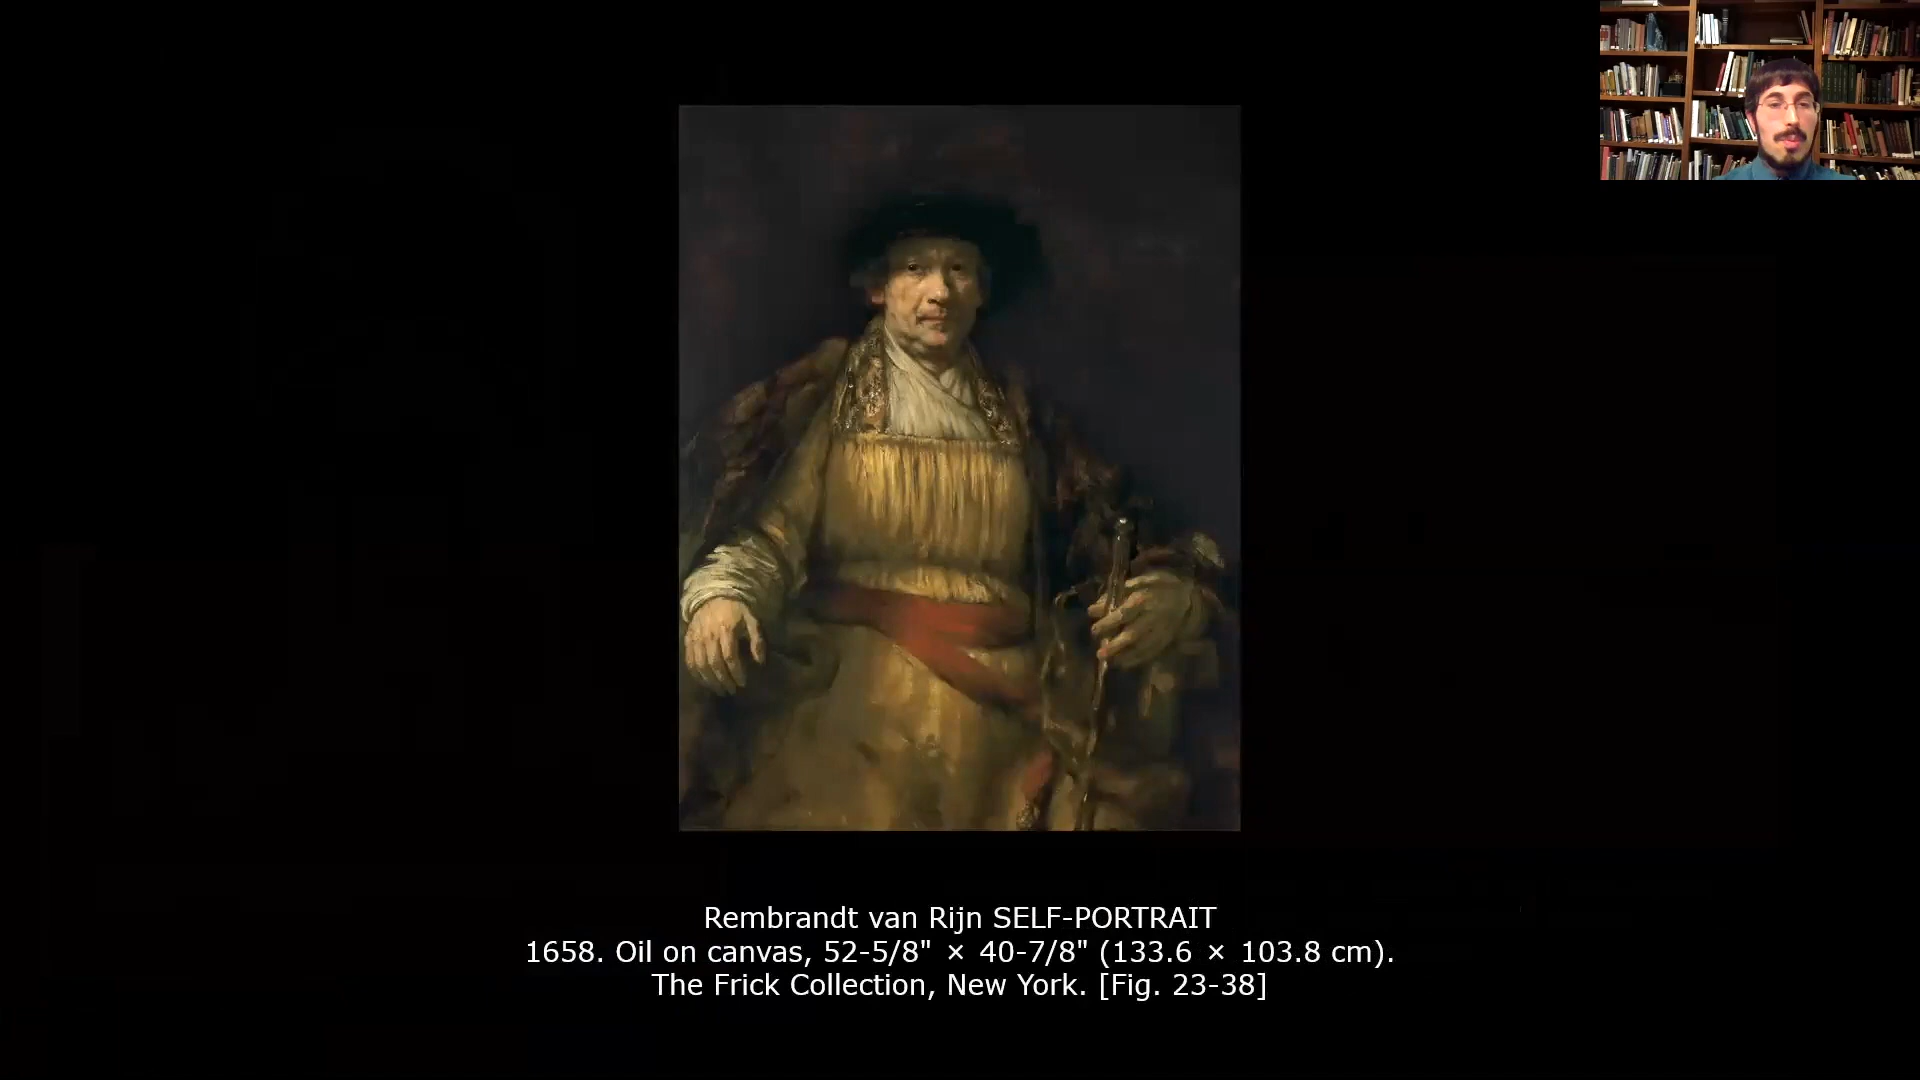 Rembrandt van Rijn SELF-PORTRAIT
1658. Oil on canvas, 52-5/8" × 40-7/8" (133.6 × 103.8 cm).
The Frick Collection, New York. [Fig. 23-38]